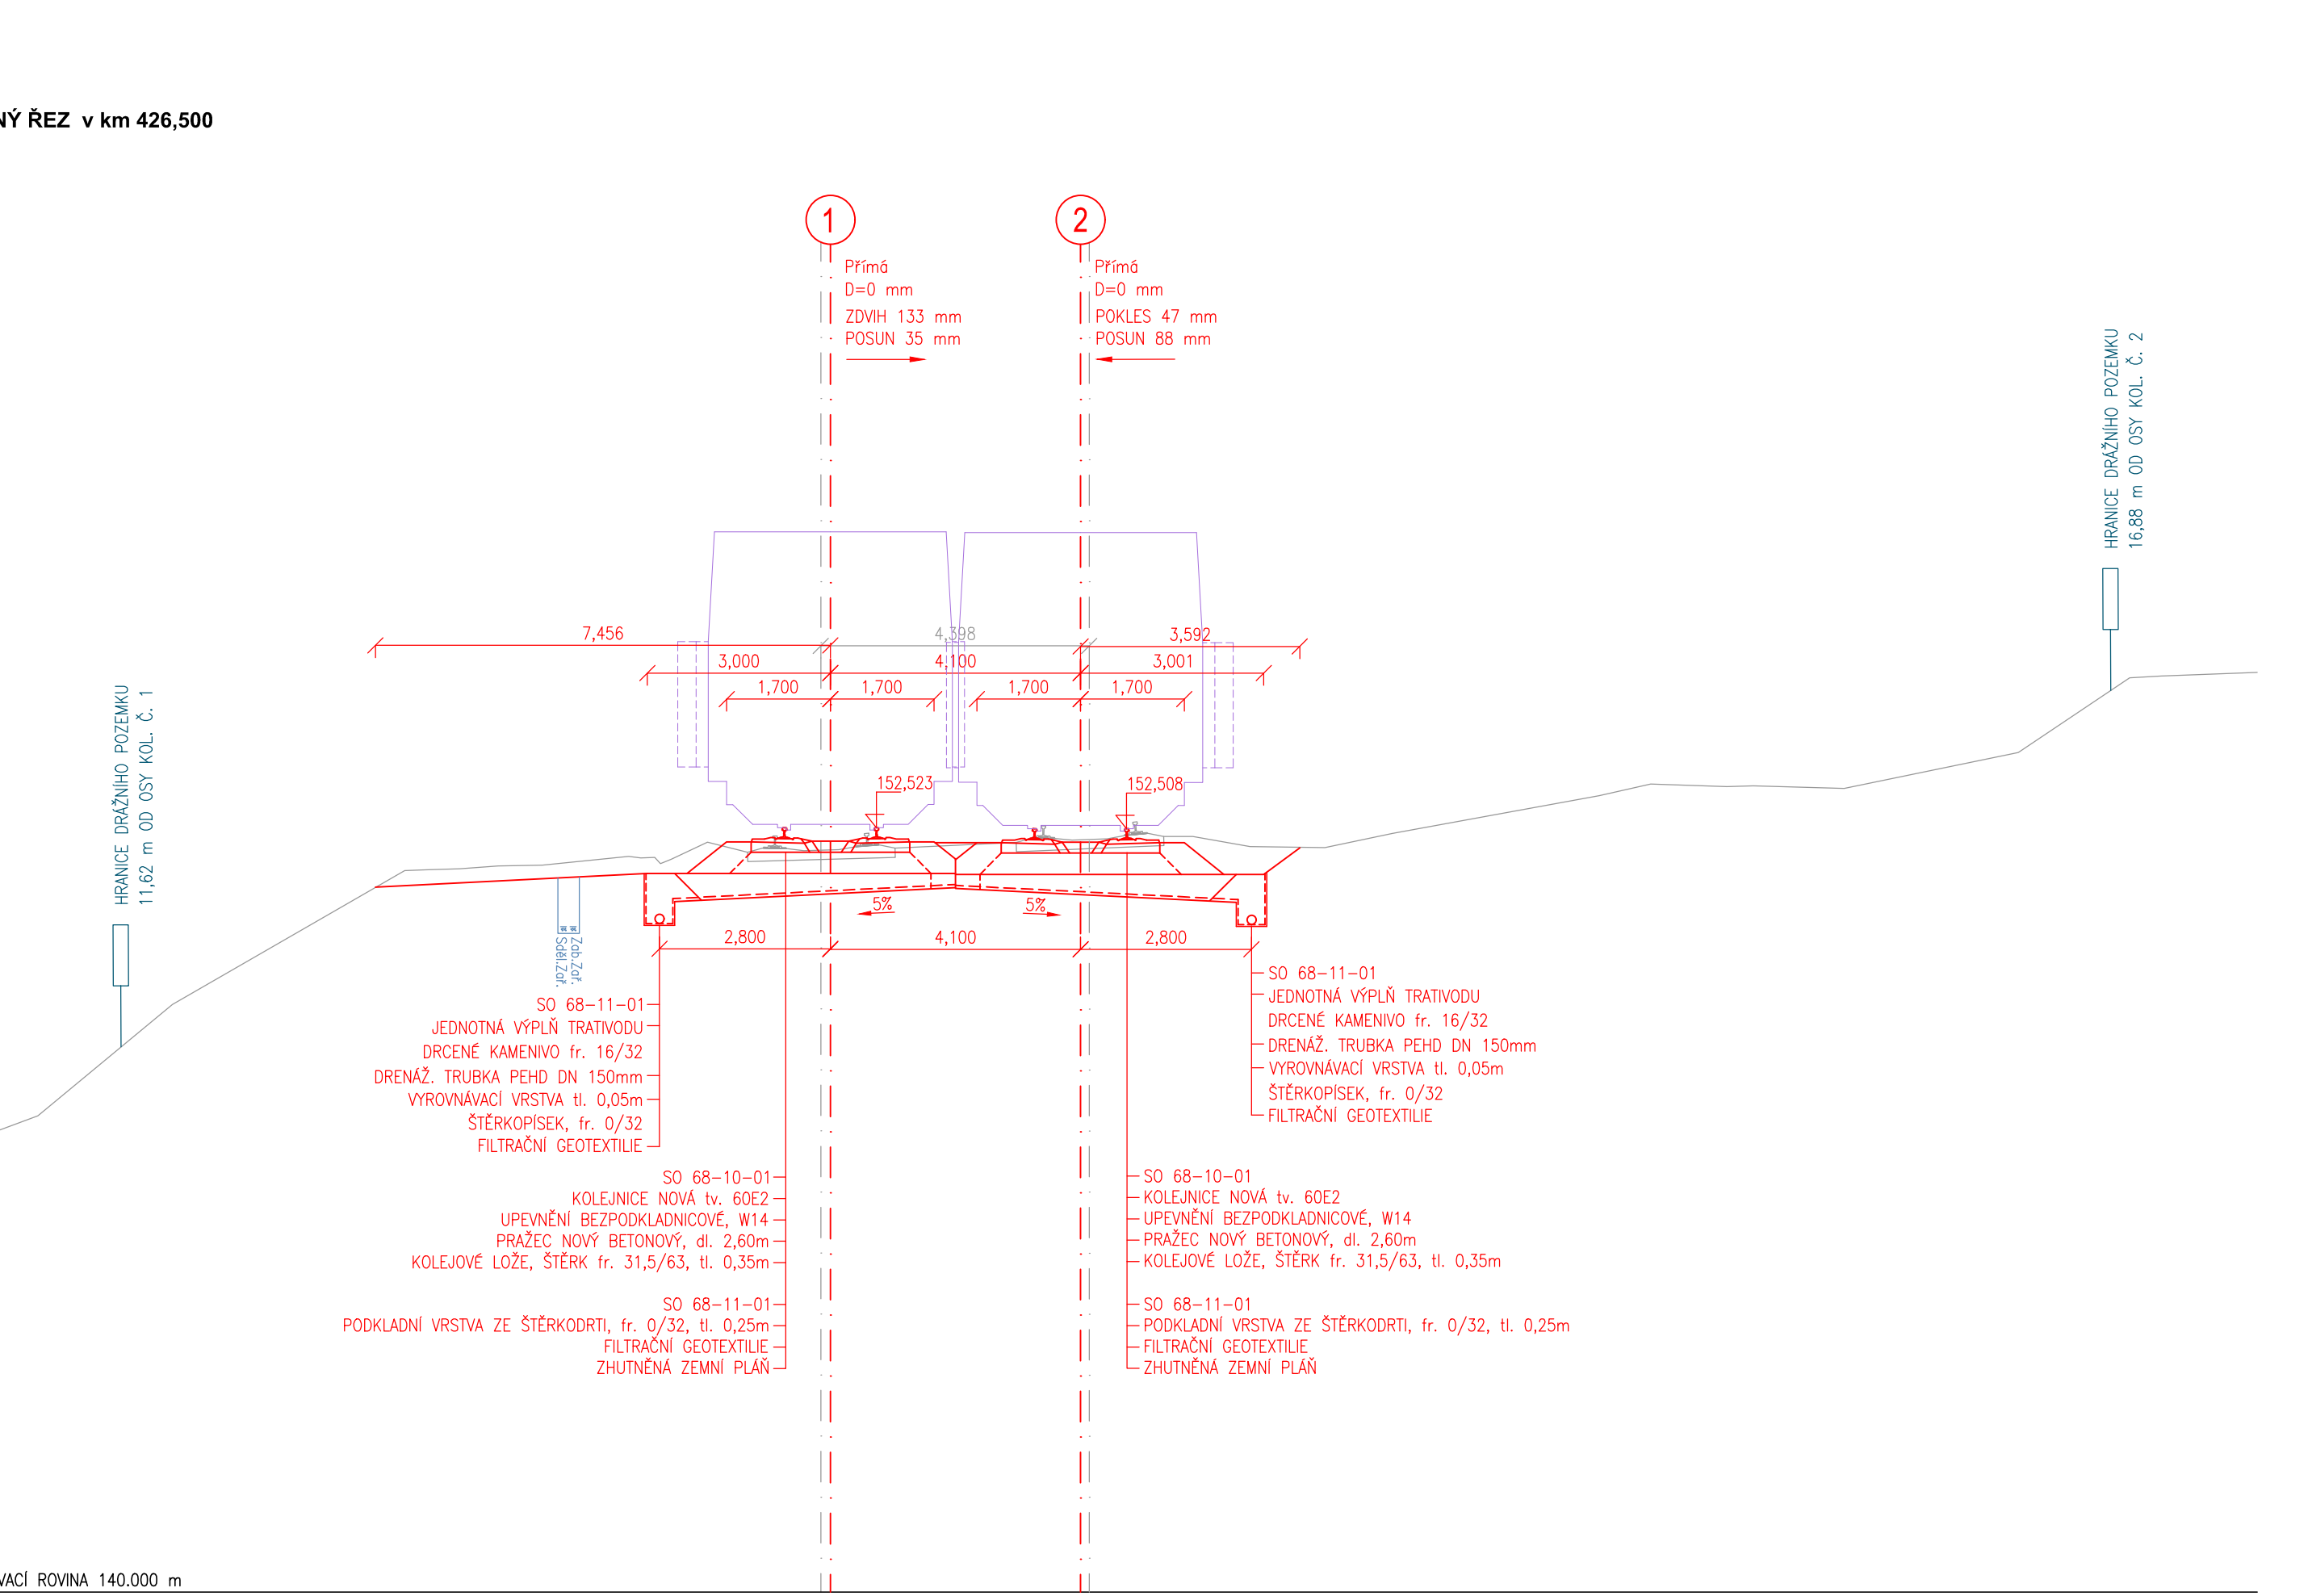 NÝ ŘEZ v km 426,500
1
2
Přímá
D=0 mm
ZDVIH 133 mm
POSUN 35 mm
Přímá
D=0 mm
POKLES 47 mm
POSUN 88 mm
HRANICE DRÁŽNÍHO POZEMKU
16,88 m OD OSY KOL. Č. 2
HRANICE DRÁŽNÍHO POZEMKU
11,62 m OD OSY KOL. Č. 1
7,456
4,398
3,592
3,000
4,100
3,001
1,700
1,700
1,700
1,700
152,523
152,508
5%
5%
2,800
4,100
2,800
Zab.Zař.
Sděl.Zař.
SO 68-11-01
JEDNOTNÁ VÝPLŇ TRATIVODU
DRCENÉ KAMENIVO fr. 16/32
DRENÁŽ. TRUBKA PEHD DN 150mm
VYROVNÁVACÍ VRSTVA tl. 0,05m
ŠTĚRKOPÍSEK, fr. 0/32
FILTRAČNÍ GEOTEXTILIE
SO 68-11-01
JEDNOTNÁ VÝPLŇ TRATIVODU
DRCENÉ KAMENIVO fr. 16/32
DRENÁŽ. TRUBKA PEHD DN 150mm
VYROVNÁVACÍ VRSTVA tl. 0,05m
ŠTĚRKOPÍSEK, fr. 0/32
FILTRAČNÍ GEOTEXTILIE
SO 68-10-01
KOLEJNICE NOVÁ tv. 60E2
UPEVNĚNÍ BEZPODKLADNICOVÉ, W14
PRAŽEC NOVÝ BETONOVÝ, dl. 2,60m
KOLEJOVÉ LOŽE, ŠTĚRK fr. 31,5/63, tl. 0,35m
SO 68-11-01
PODKLADNÍ VRSTVA ZE ŠTĚRKODRTI, fr. 0/32, tl. 0,25m
FILTRAČNÍ GEOTEXTILIE
ZHUTNĚNÁ ZEMNÍ PLÁŇ
SO 68-10-01
KOLEJNICE NOVÁ tv. 60E2
UPEVNĚNÍ BEZPODKLADNICOVÉ, W14
PRAŽEC NOVÝ BETONOVÝ, dl. 2,60m
KOLEJOVÉ LOŽE, ŠTĚRK fr. 31,5/63, tl. 0,35m
SO 68-11-01
PODKLADNÍ VRSTVA ZE ŠTĚRKODRTI, fr. 0/32, tl. 0,25m
FILTRAČNÍ GEOTEXTILIE
ZHUTNĚNÁ ZEMNÍ PLÁŇ
VACÍ ROVINA 140.000 m